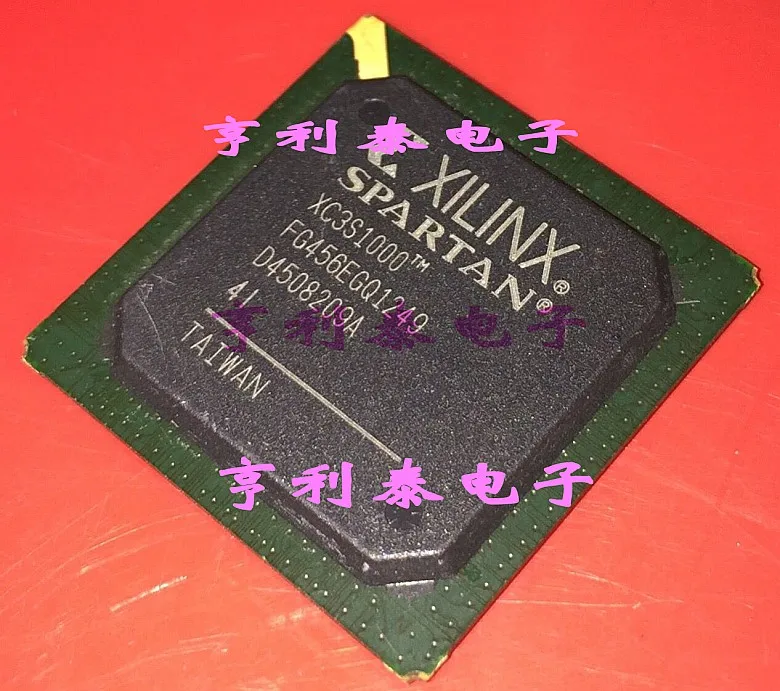 亨利泰电子
XILINX®
SPARTAN®
XC3S1000™
FG456EGQ1249
D4508209A
4I
亨利泰电子
TAIWAN
亨利泰电子